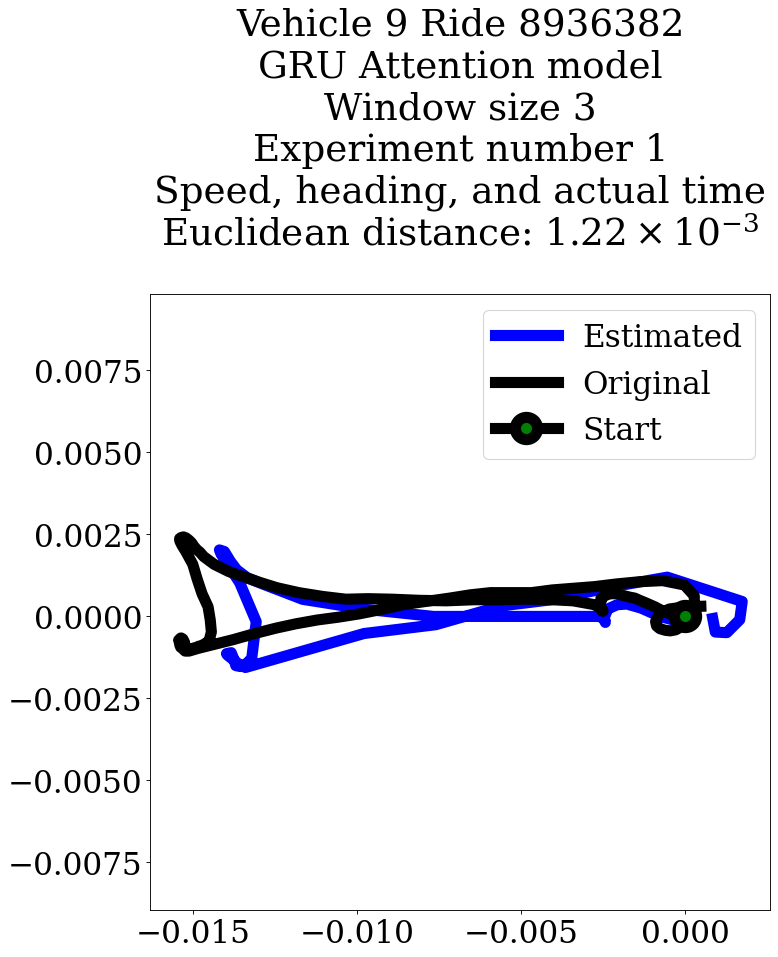 Vehicle 9 Ride 8936382
GRU Attention model
Window size 3
Experiment number 1
Speed, heading, and actual time
Euclidean distance: 1.22 × 10⁻³
Estimated
Original
Start
0.0075
0.0050
0.0025
0.0000
−0.0025
−0.0050
−0.0075
−0.015 −0.010 −0.005 0.000